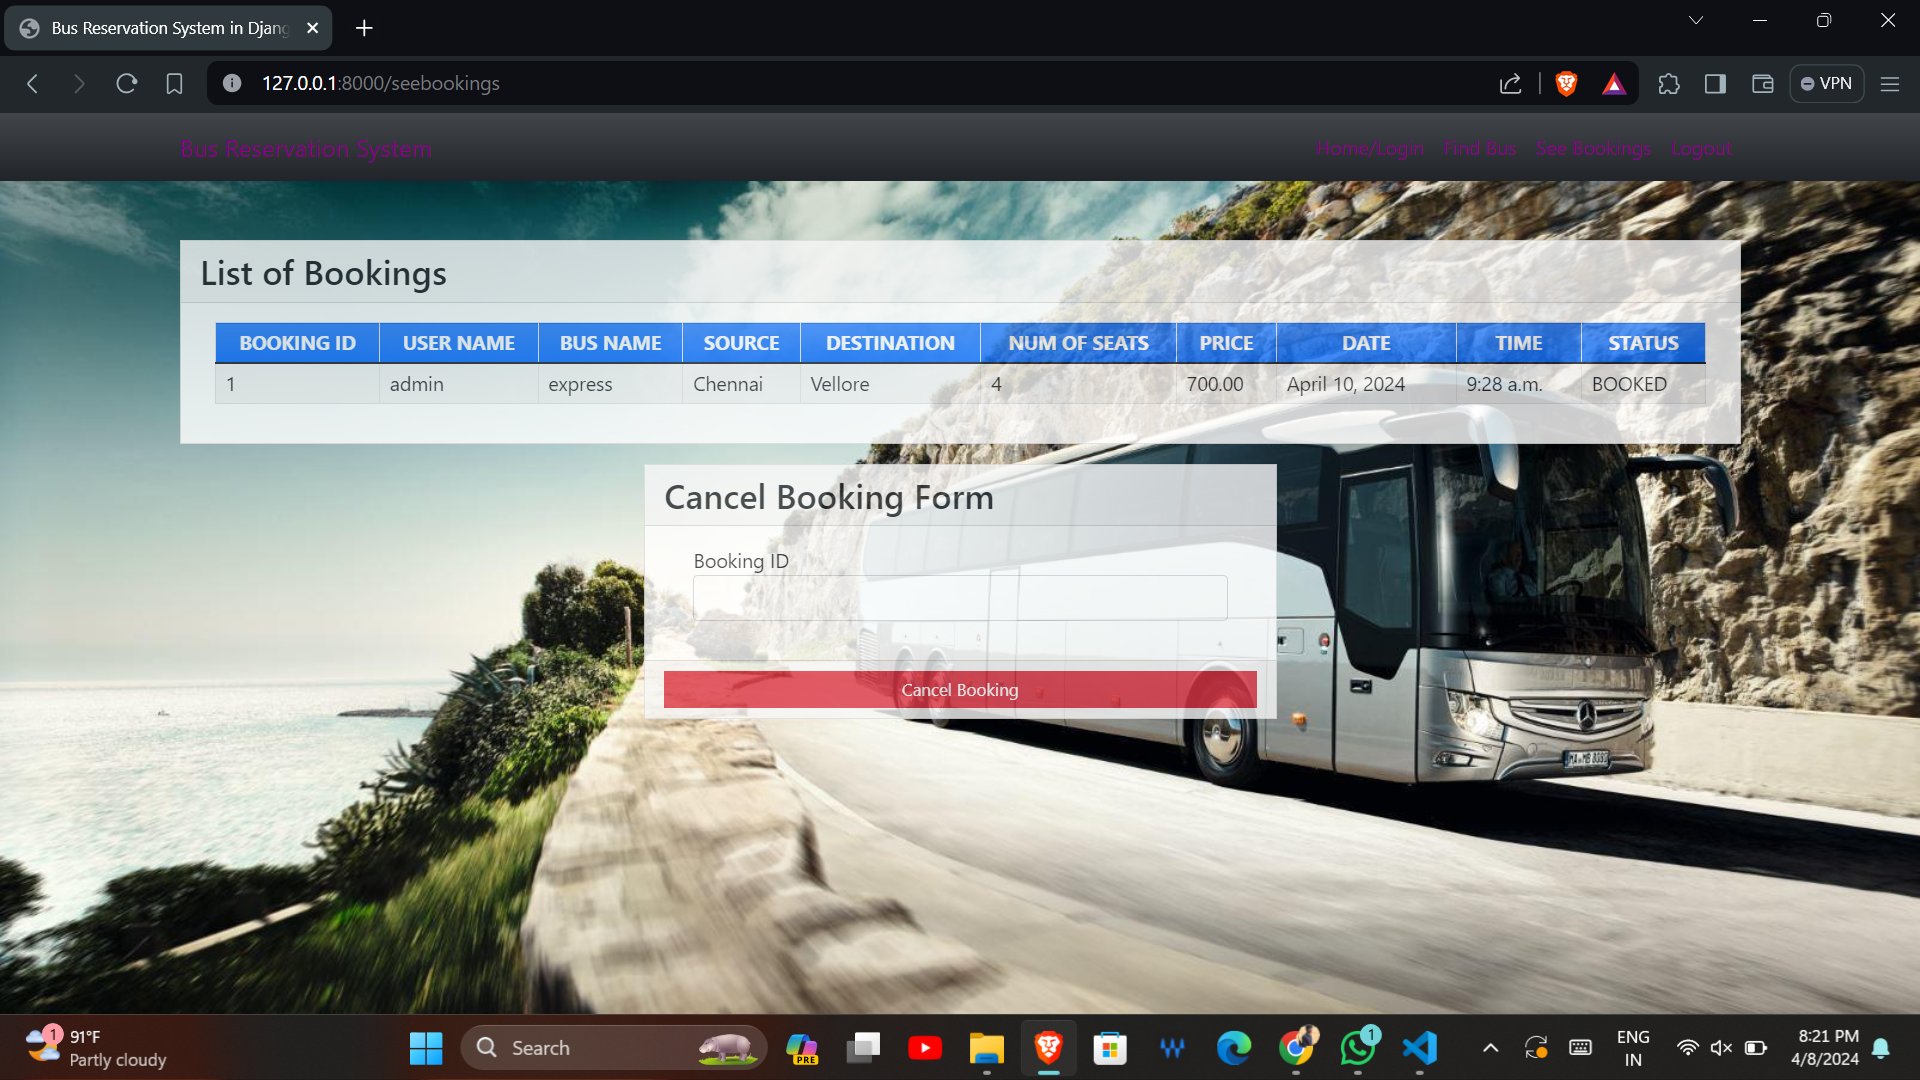 Bus Reservation System in Djang
127.0.0.1:8000/seebookings
VPN
Bus Reservation System
Home/Login Find Bus See Bookings Logout
List of Bookings
BOOKING ID USER NAME BUS NAME SOURCE DESTINATION NUM OF SEATS PRICE DATE TIME STATUS
1 admin express Chennai Vellore 4 700.00 April 10, 2024 9:28 a.m. BOOKED
Cancel Booking Form
Booking ID
Cancel Booking
1
91°F
Partly cloudy
Search
PRE
1
ENG
IN
8:21 PM
4/8/2024